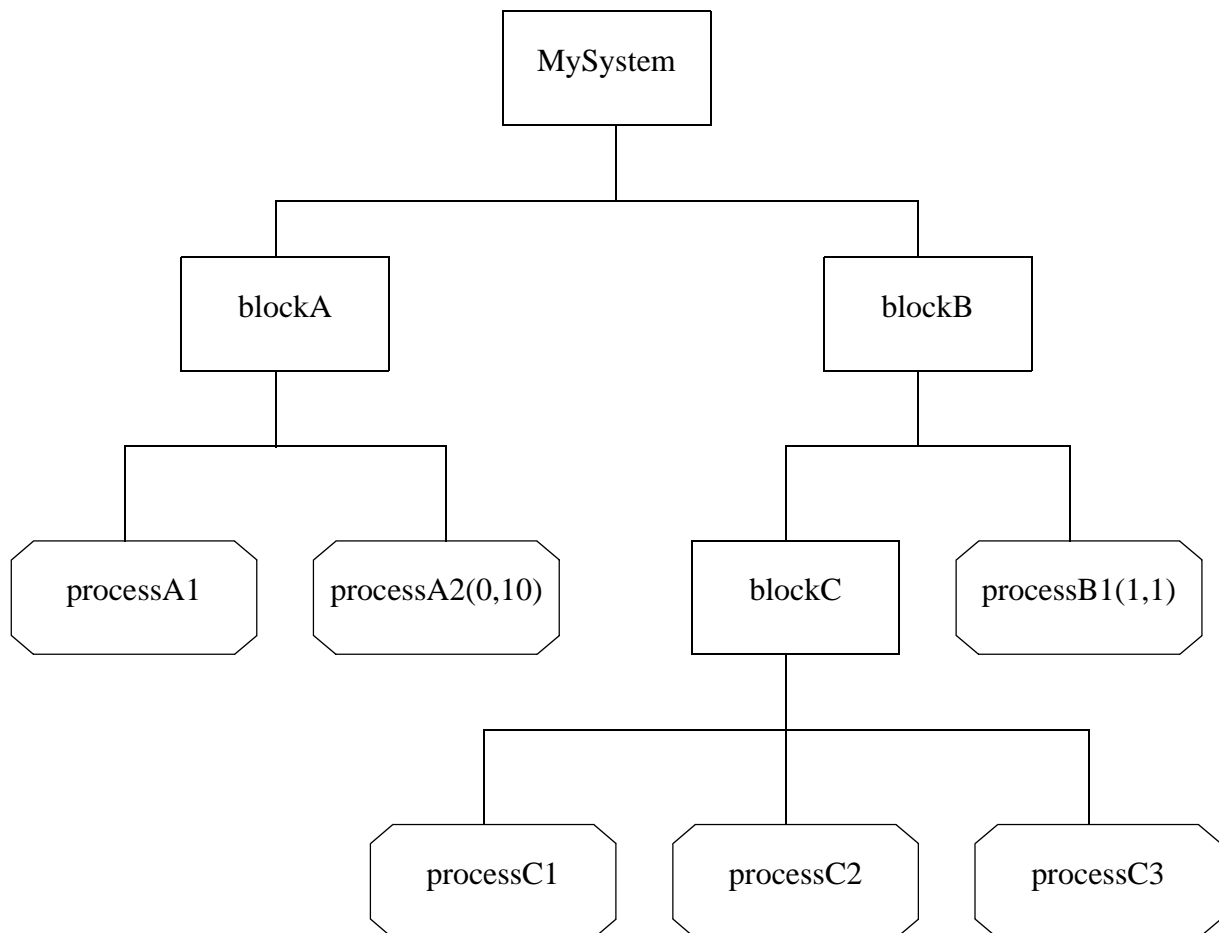 MySystem
blockA
blockB
processA1
processA2(0,10)
blockC
processB1(1,1)
processC1
processC2
processC3